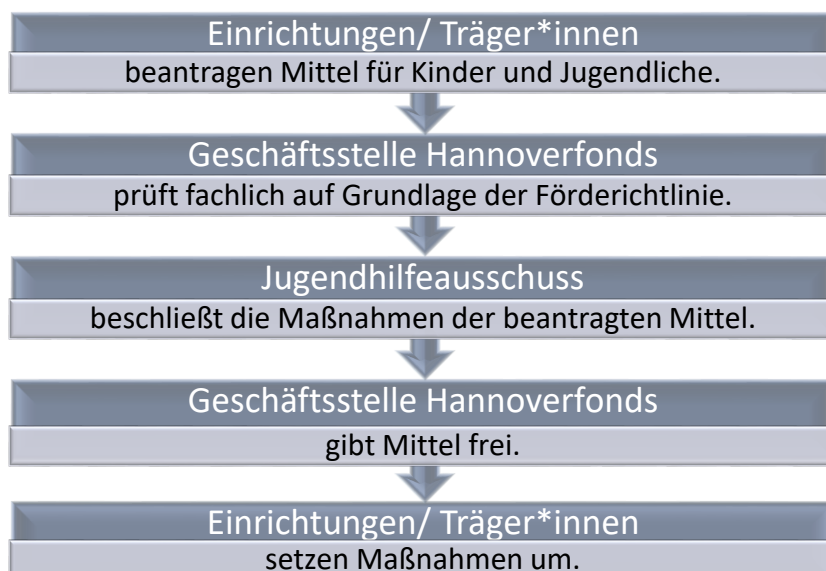 Einrichtungen/ Träger*innen
beantragen Mittel für Kinder und Jugendliche.
Geschäftsstelle Hannoverfonds
prüft fachlich auf Grundlage der Förderichtlinie.
Jugendhilfeausschuss
beschließt die Maßnahmen der beantragten Mittel.
Geschäftsstelle Hannoverfonds
gibt Mittel frei.
Einrichtungen/ Träger*innen
setzen Maßnahmen um.